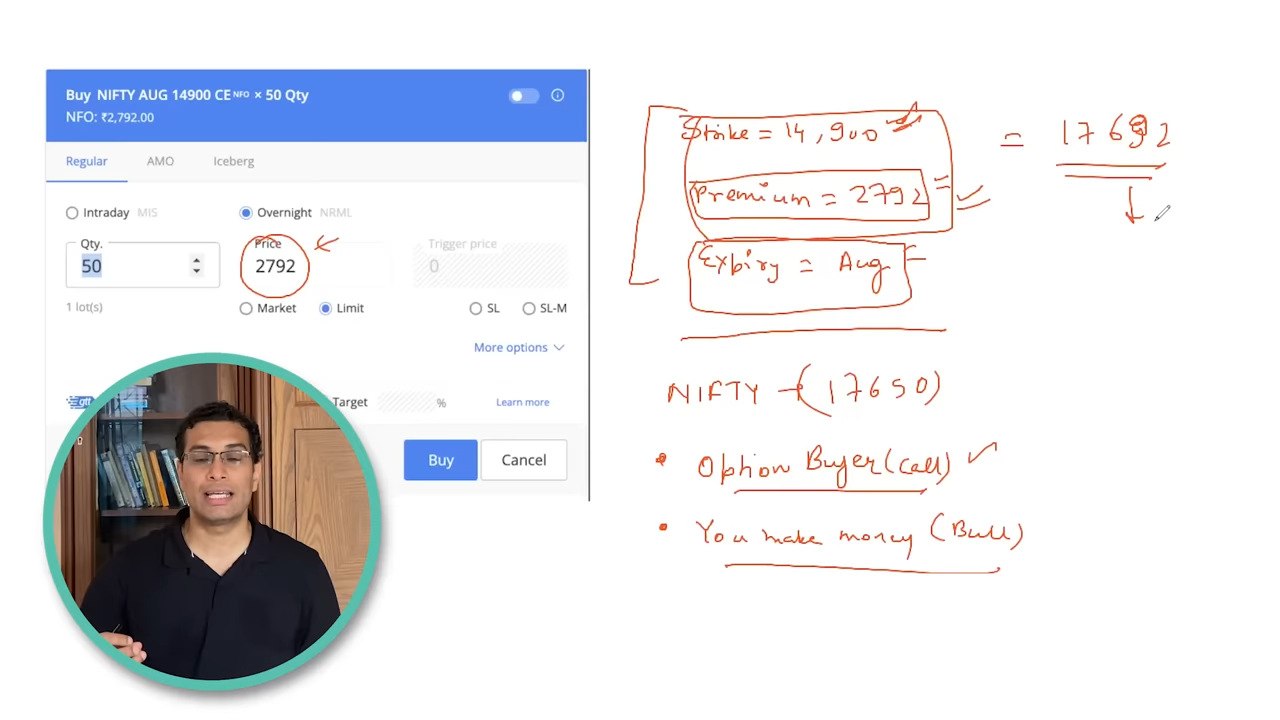 Buy NIFTY AUG 14900 CE NFO × 50 Qty
NFO: ₹2,792.00
Regular AMO Iceberg
Intraday MIS Overnight NRML
Qty. Price Trigger price
50 2792 0
1 lot(s) Market Limit SL SL-M
More options
gtt Target % Learn more
Buy Cancel
Strike = 14,900 = 17692
Premium = 2792
Expiry = Aug
NIFTY → (17650)
• Option Buyer (Call)
• You make money (Bull)